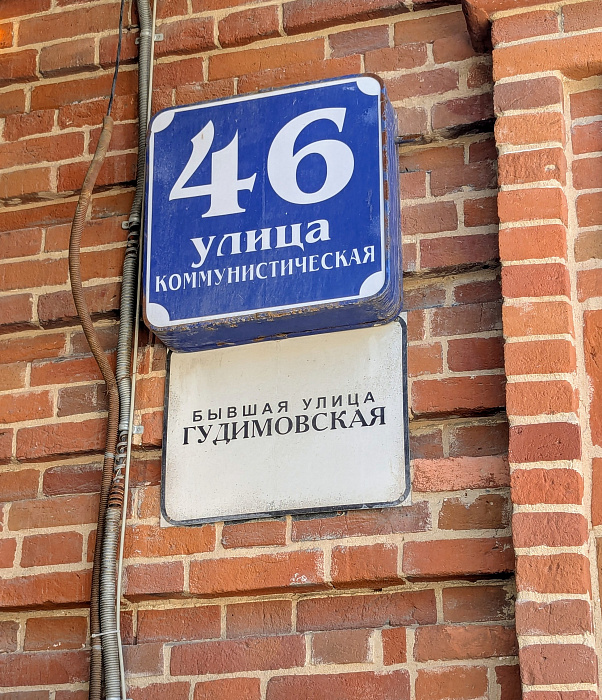 46
улица
КОММУНИСТИЧЕСКАЯ
БЫВШАЯ УЛИЦА
ГУДИМОВСКАЯ